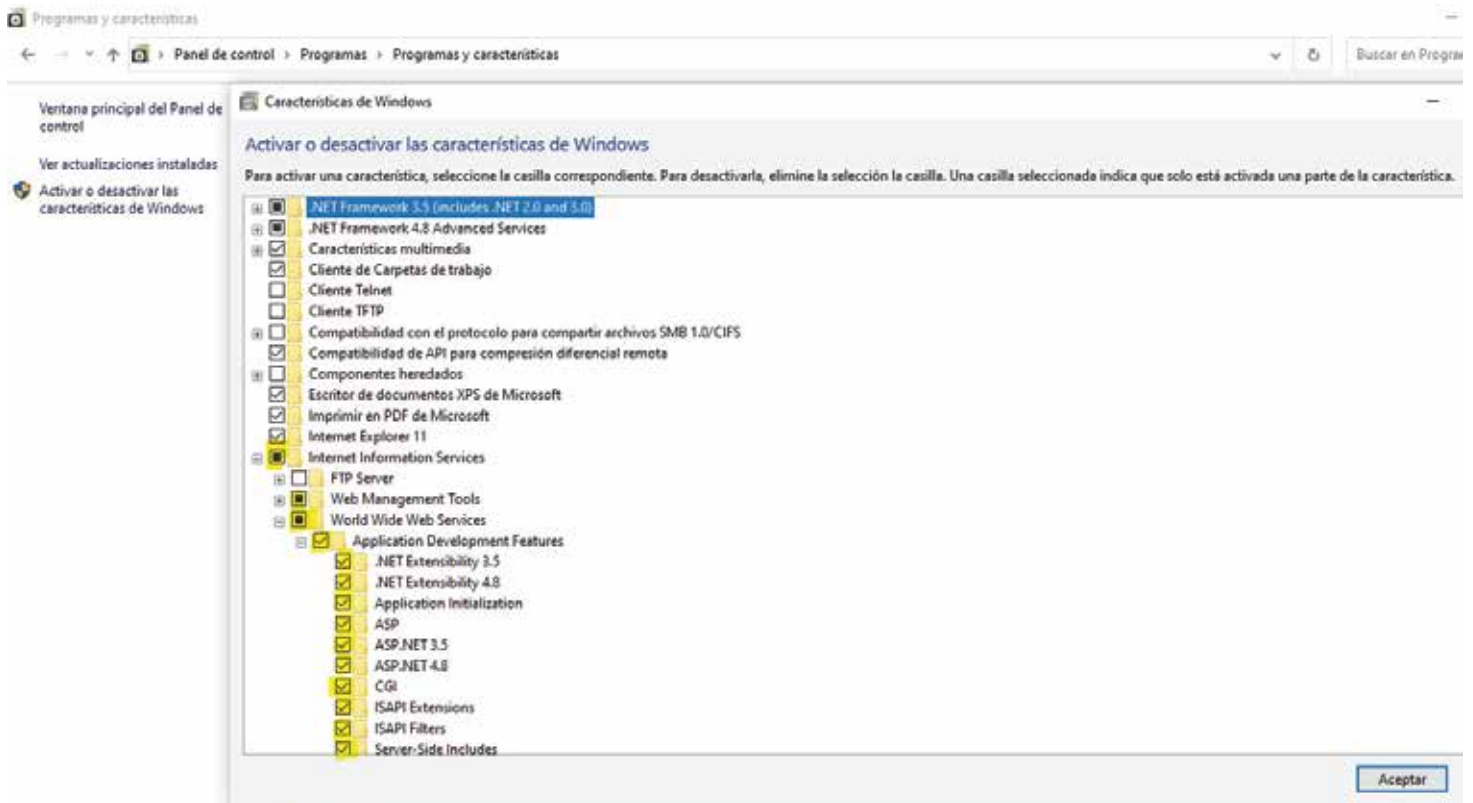 Programas y características
Panel de control > Programas > Programas y características
Buscar en Progra
Ventana principal del Panel de control
Ver actualizaciones instaladas
Activar o desactivar las características de Windows
Características de Windows
Activar o desactivar las características de Windows
Para activar una característica, seleccione la casilla correspondiente. Para desactivarla, elimine la selección la casilla. Una casilla seleccionada indica que solo está activada una parte de la característica.
.NET Framework 3.5 (includes .NET 2.0 and 3.0)
.NET Framework 4.8 Advanced Services
Características multimedia
Cliente de Carpetas de trabajo
Cliente Telnet
Cliente TFTP
Compatibilidad con el protocolo para compartir archivos SMB 1.0/CIFS
Compatibilidad de API para compresión diferencial remota
Componentes heredados
Escritor de documentos XPS de Microsoft
Imprimir en PDF de Microsoft
Internet Explorer 11
Internet Information Services
FTP Server
Web Management Tools
World Wide Web Services
Application Development Features
.NET Extensibility 3.5
.NET Extensibility 4.8
Application Initialization
ASP
ASP.NET 3.5
ASP.NET 4.8
CGI
ISAPI Extensions
ISAPI Filters
Server-Side Includes
Aceptar